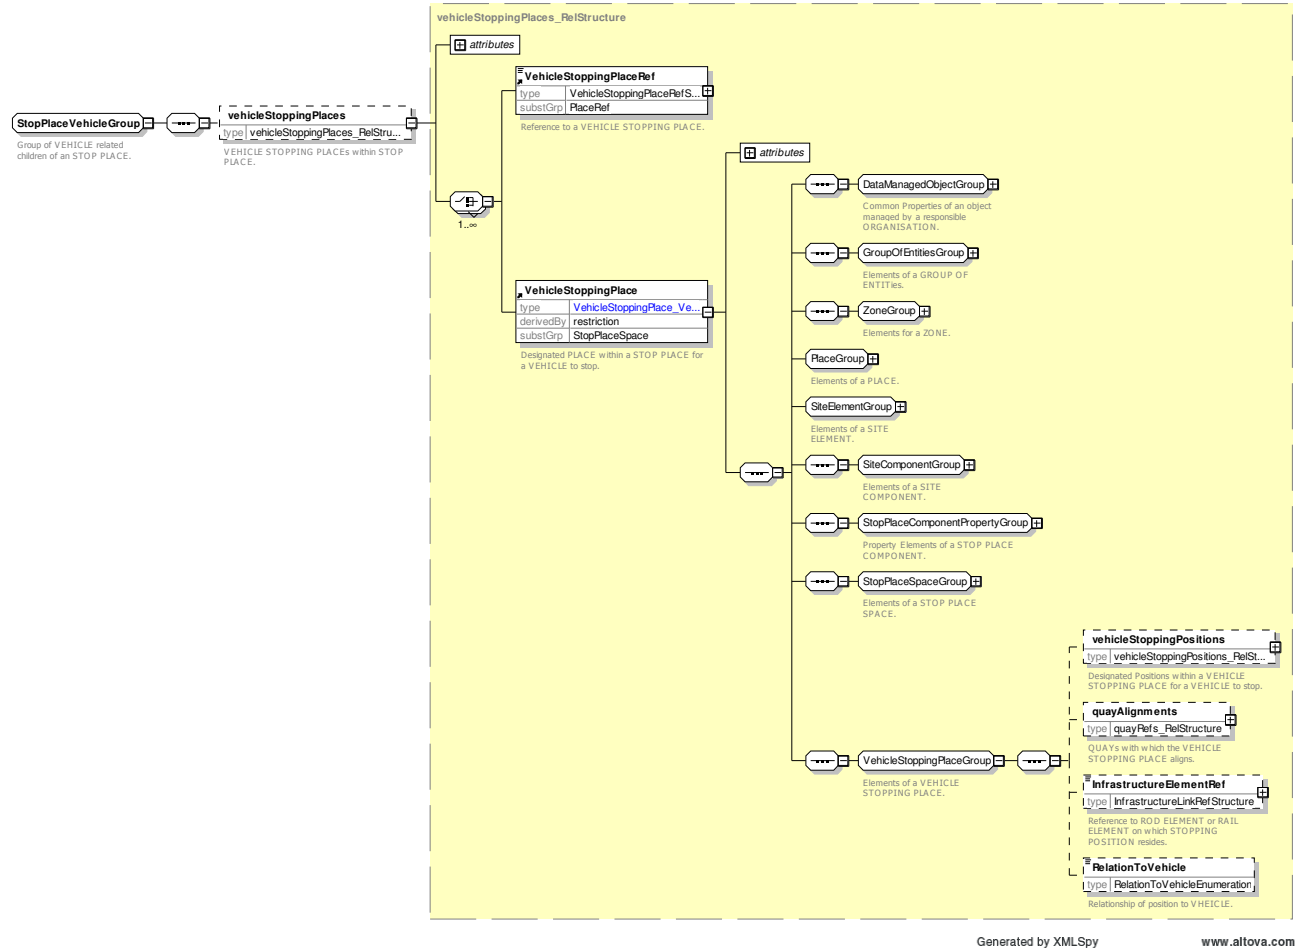 vehicleStoppingPlaces_RelStructure
attributes
VehicleStoppingPlaceRef
type VehicleStoppingPlaceRefS...
substGrp PlaceRef
Reference to a VEHICLE STOPPING PLACE.
StopPlaceVehicleGroup
Group of VEHICLE related
children of an STOP PLACE.
vehicleStoppingPlaces
type vehicleStoppingPlaces_RelStru...
VEHICLE STOPPING PLACEs within STOP
PLACE.
1..∞
VehicleStoppingPlace
type VehicleStoppingPlace_Ve...
derivedBy restriction
substGrp StopPlaceSpace
Designated PLACE within a STOP PLACE for
a VEHICLE to stop.
attributes
DataManagedObjectGroup
Common Properties of an object
managed by a responsible
ORGANISATION.
GroupOfEntitiesGroup
Elements of a GROUP OF
ENTITIes.
ZoneGroup
Elements for a ZONE.
PlaceGroup
Elements of a PLACE.
SiteElementGroup
Elements of a SITE
ELEMENT.
SiteComponentGroup
Elements of a SITE
COMPONENT.
StopPlaceComponentPropertyGroup
Property Elements of a STOP PLACE
COMPONENT.
StopPlaceSpaceGroup
Elements of a STOP PLACE
SPACE.
VehicleStoppingPlaceGroup
Elements of a VEHICLE
STOPPING PLACE.
vehicleStoppingPositions
type vehicleStoppingPositions_RelSt...
Designated Positions within a VEHICLE
STOPPING PLACE for a VEHICLE to stop.
quayAlignments
type quayRefs_RelStructure
QUAYs with which the VEHICLE
STOPPING PLACE aligns.
InfrastructureElementRef
type InfrastructureLinkRefStructure
Reference to ROD ELEMENT or RAIL
ELEMENT on which STOPPING
POSITION resides.
RelationToVehicle
type RelationToVehicleEnumeration
Relationship of position to VHEICLE.
Generated by XMLSpy
www.altova.com